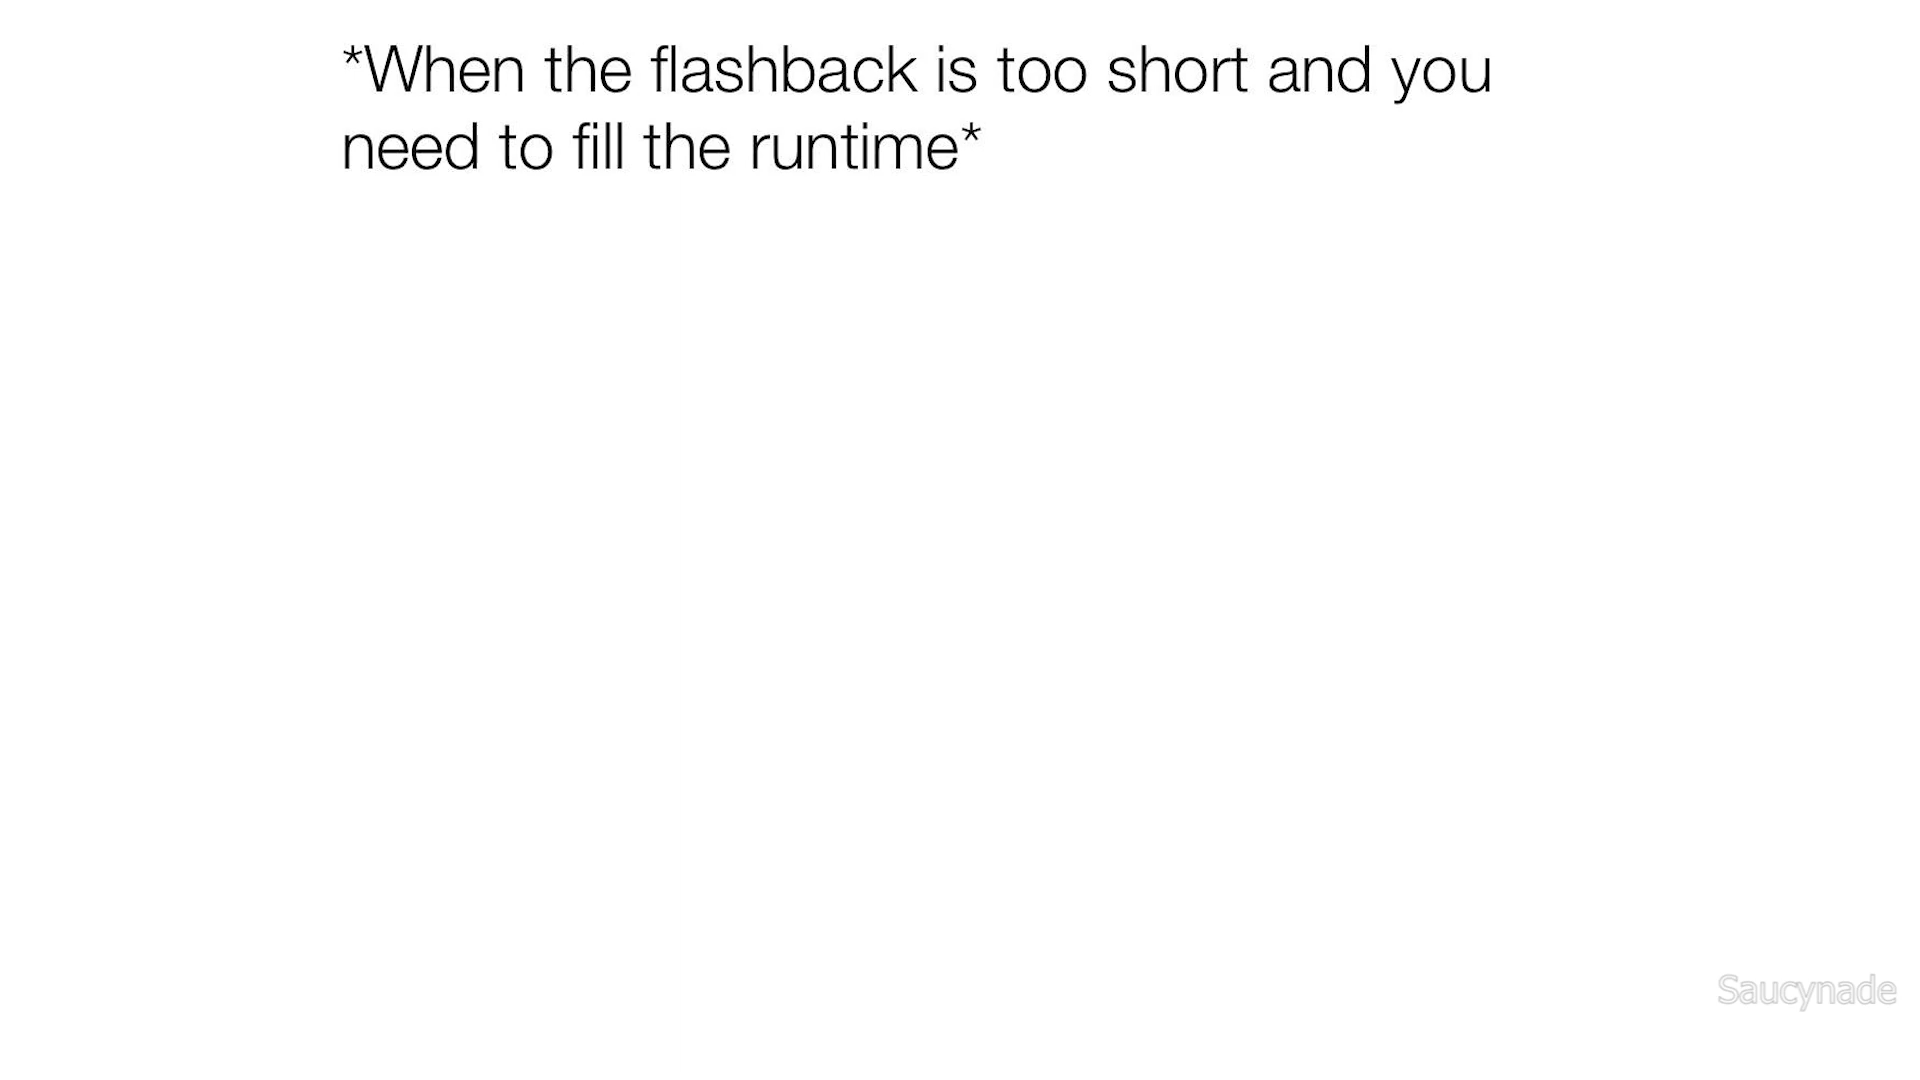 *When the flashback is too short and you
need to fill the runtime*
Saucynade